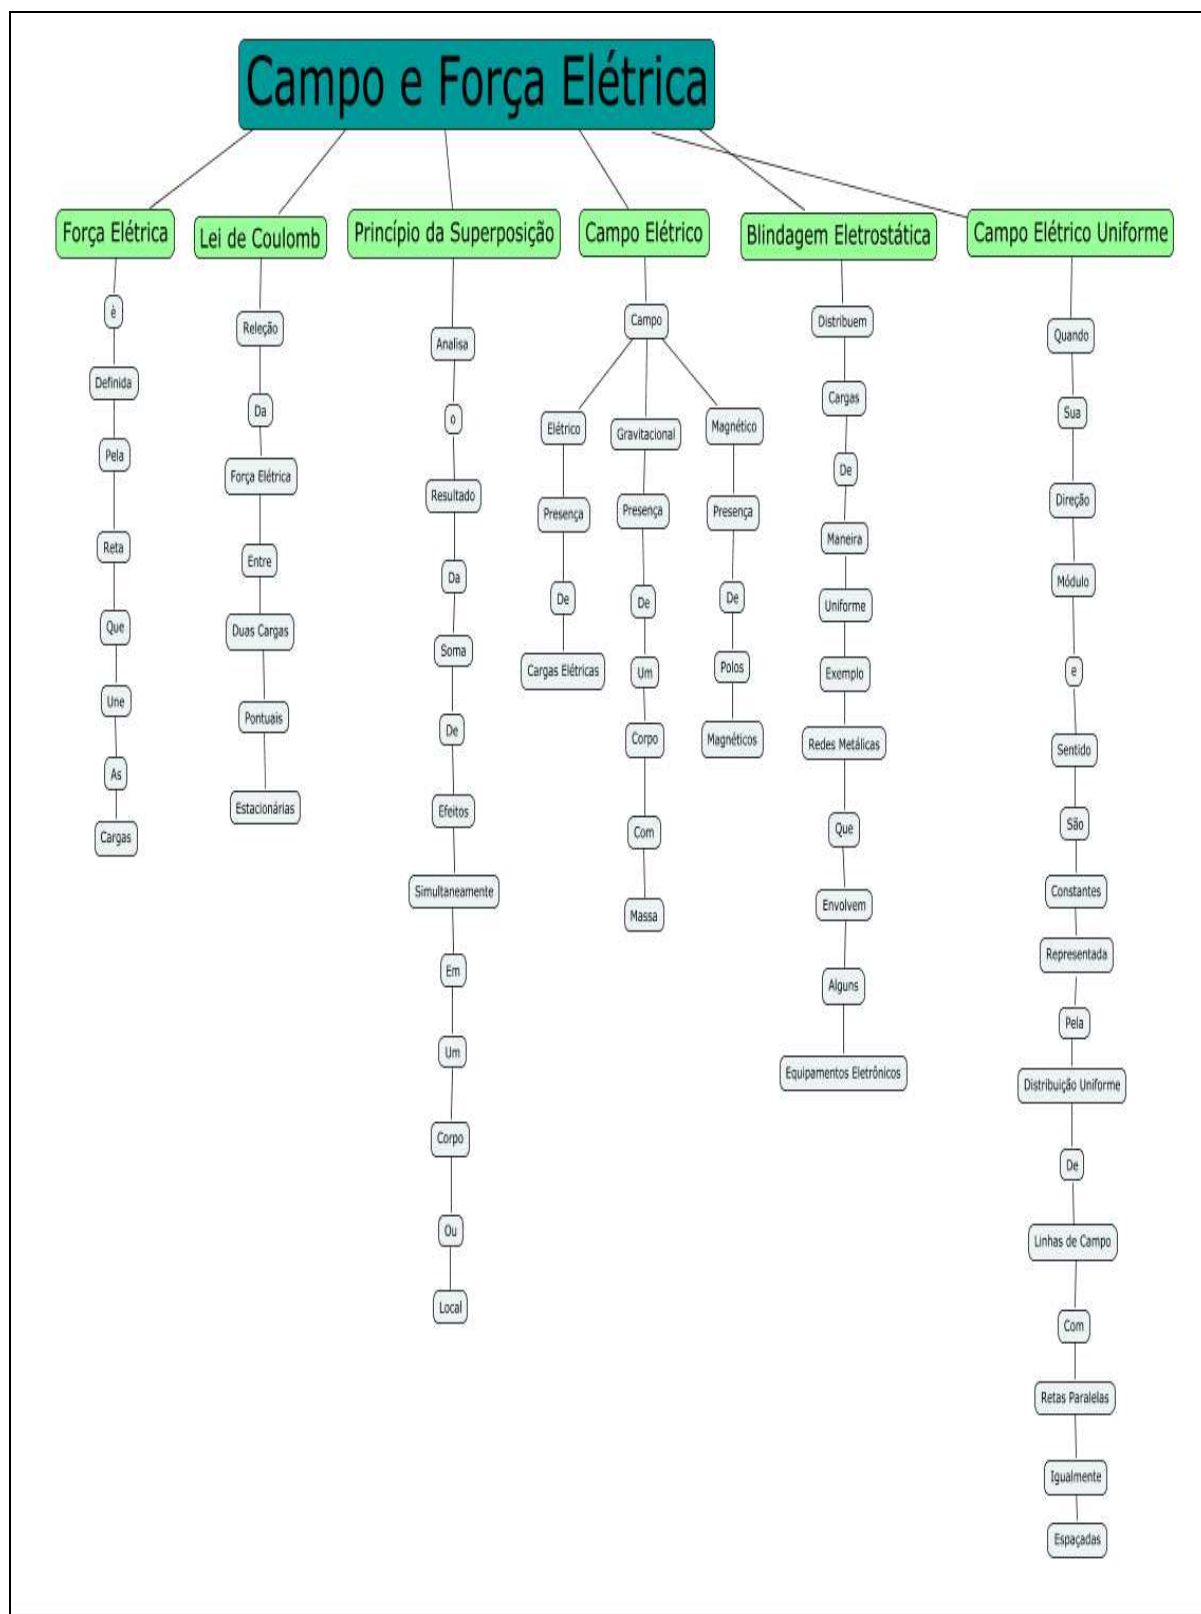 Campo e Força Elétrica
Força Elétrica
è
Definida
Pela
Reta
Que
Une
As
Cargas
Lei de Coulomb
Releção
Da
Força Elétrica
Entre
Duas Cargas
Pontuais
Estacionárias
Princípio da Superposição
Analisa
o
Resultado
Da
Soma
De
Efeitos
Simultaneamente
Em
Um
Corpo
Ou
Local
Campo Elétrico
Campo
Elétrico
Presença
De
Cargas Elétricas
Gravitacional
Presença
De
Um
Corpo
Com
Massa
Magnético
Presença
De
Polos
Magnéticos
Blindagem Eletrostática
Distribuem
Cargas
De
Maneira
Uniforme
Exemplo
Redes Metálicas
Que
Envolvem
Alguns
Equipamentos Eletrônicos
Campo Elétrico Uniforme
Quando
Sua
Direção
Módulo
e
Sentido
São
Constantes
Representada
Pela
Distribuição Uniforme
De
Linhas de Campo
Com
Retas Paralelas
Igualmente
Espaçadas